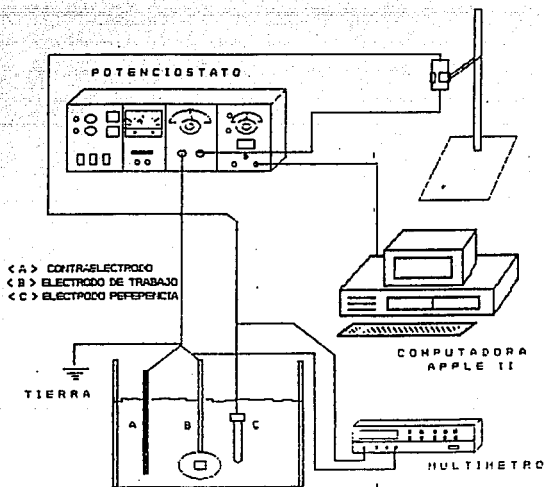 POTENCIOSTATO
<A> CONTRAELECTRODO
<B> ELECTRODO DE TRABAJO
<C> ELECTRODO REFERENCIA
TIERRA
A
B
C
COMPUTADORA
APPLE II
MULTIMETRO